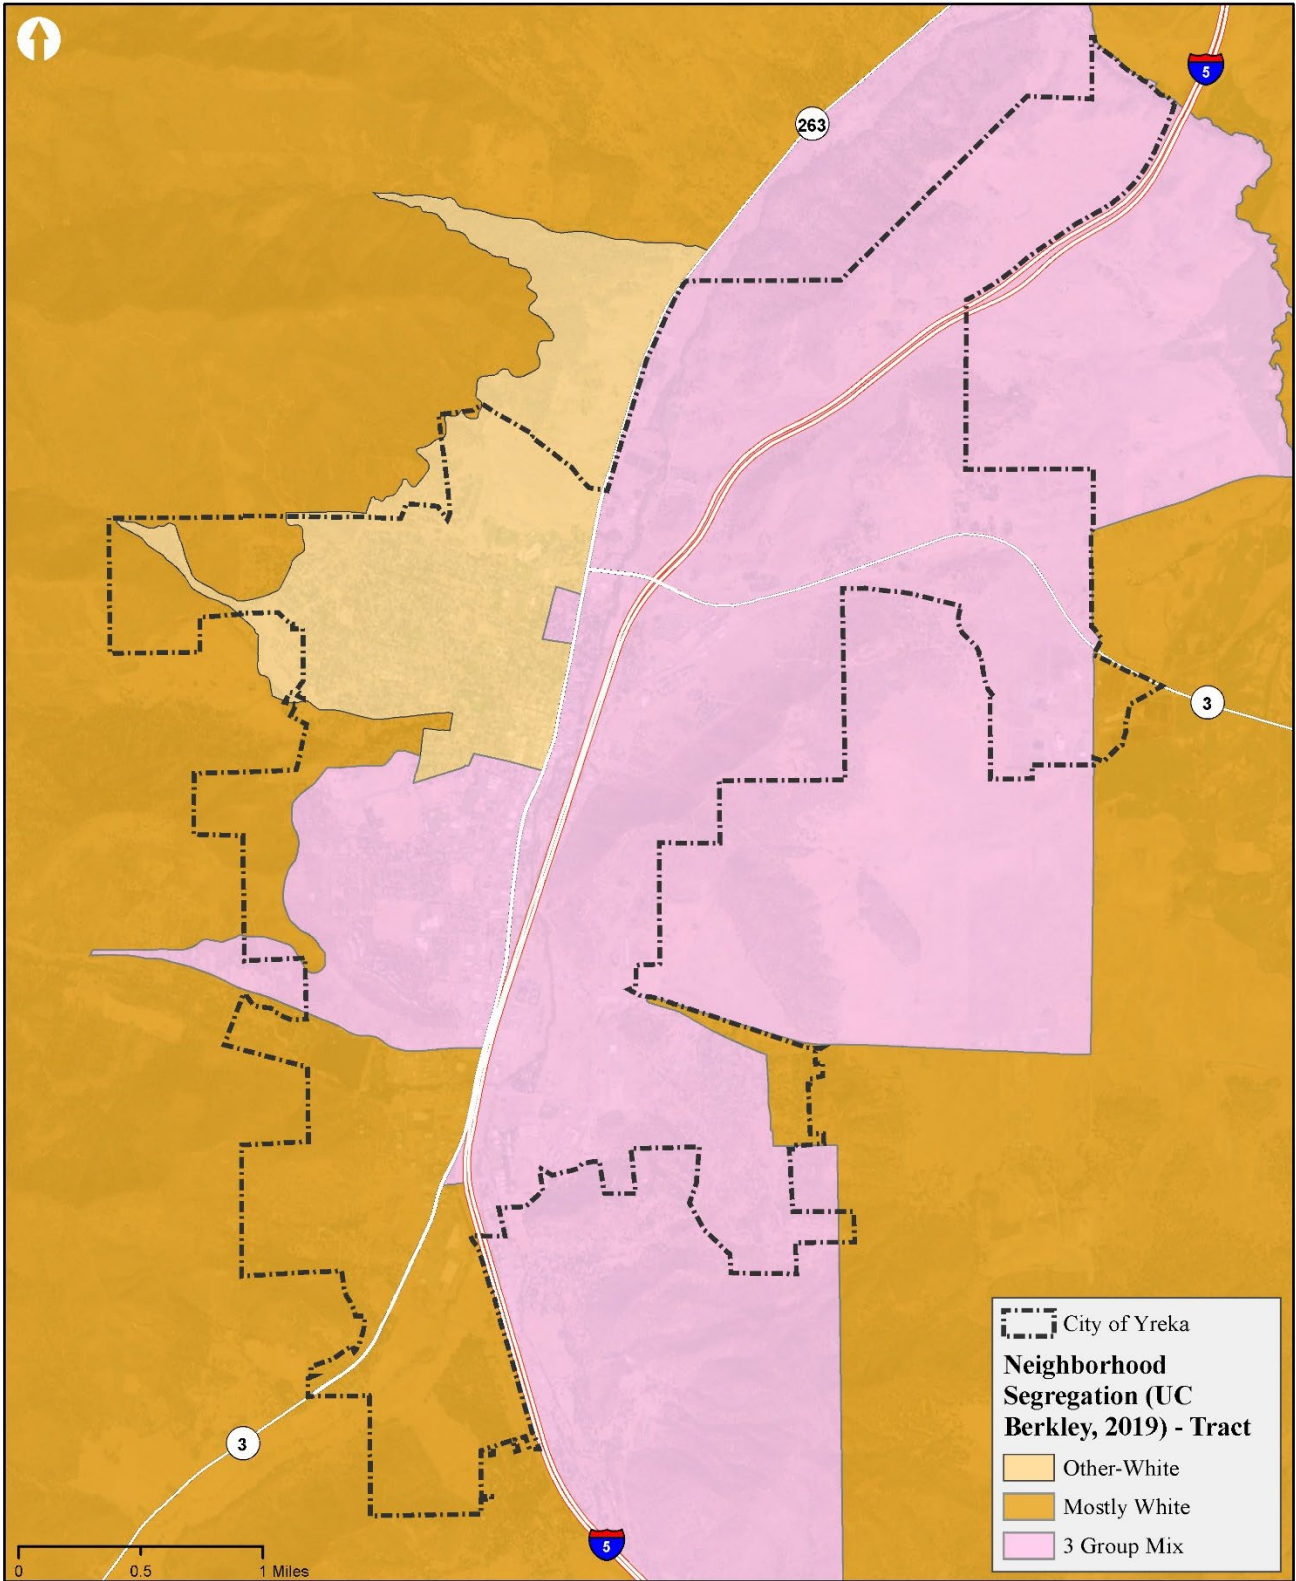 263
5
3
City of Yreka
Neighborhood
Segregation (UC
Berkley, 2019) - Tract
Other-White
Mostly White
3 Group Mix
3
5
0 0.5 1 Miles